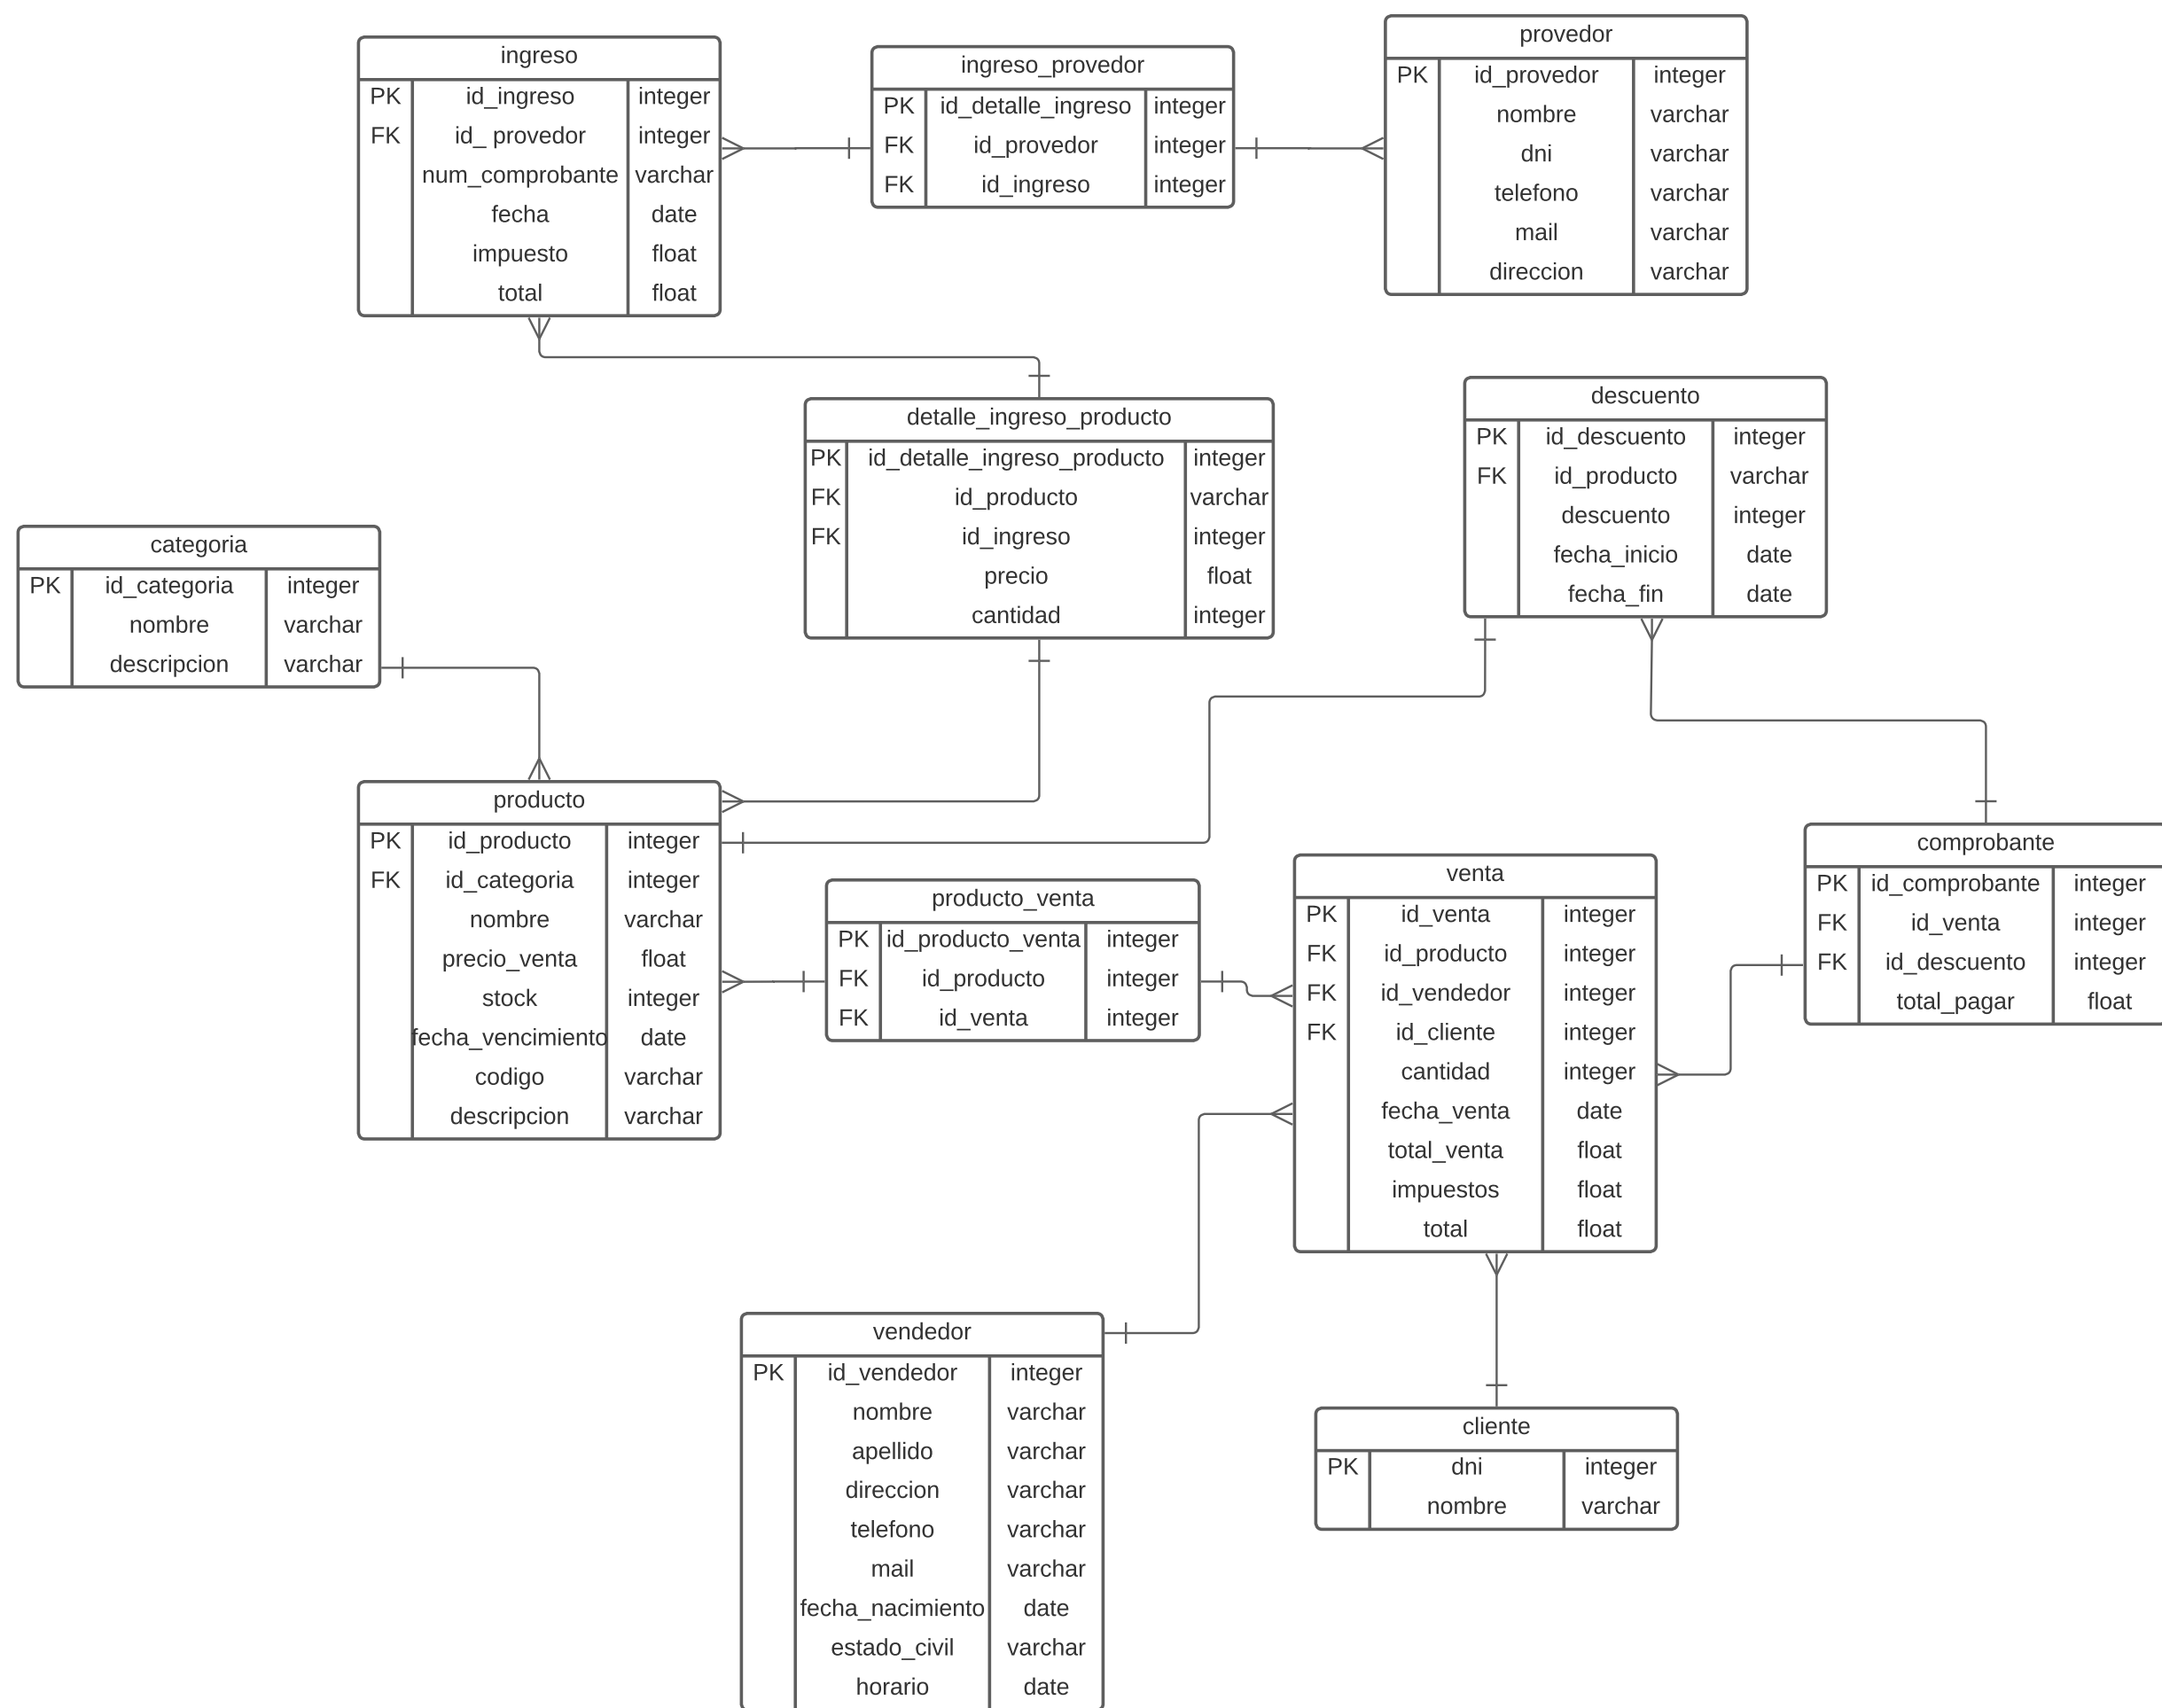 ingreso
PK id_ingreso integer
FK id_ provedor integer
num_comprobante varchar
fecha date
impuesto float
total float
ingreso_provedor
PK id_detalle_ingreso integer
FK id_provedor integer
FK id_ingreso integer
provedor
PK id_provedor integer
nombre varchar
dni varchar
telefono varchar
mail varchar
direccion varchar
detalle_ingreso_producto
PK id_detalle_ingreso_producto integer
FK id_producto varchar
FK id_ingreso integer
precio float
cantidad integer
descuento
PK id_descuento integer
FK id_producto varchar
descuento integer
fecha_inicio date
fecha_fin date
categoria
PK id_categoria integer
nombre varchar
descripcion varchar
producto
PK id_producto integer
FK id_categoria integer
nombre varchar
precio_venta float
stock integer
fecha_vencimiento date
codigo varchar
descripcion varchar
producto_venta
PK id_producto_venta integer
FK id_producto integer
FK id_venta integer
venta
PK id_venta integer
FK id_producto integer
FK id_vendedor integer
FK id_cliente integer
cantidad integer
fecha_venta date
total_venta float
impuestos float
total float
comprobante
PK id_comprobante integer
FK id_venta integer
FK id_descuento integer
total_pagar float
vendedor
PK id_vendedor integer
nombre varchar
apellido varchar
direccion varchar
telefono varchar
mail varchar
fecha_nacimiento date
estado_civil varchar
horario date
cliente
PK dni integer
nombre varchar